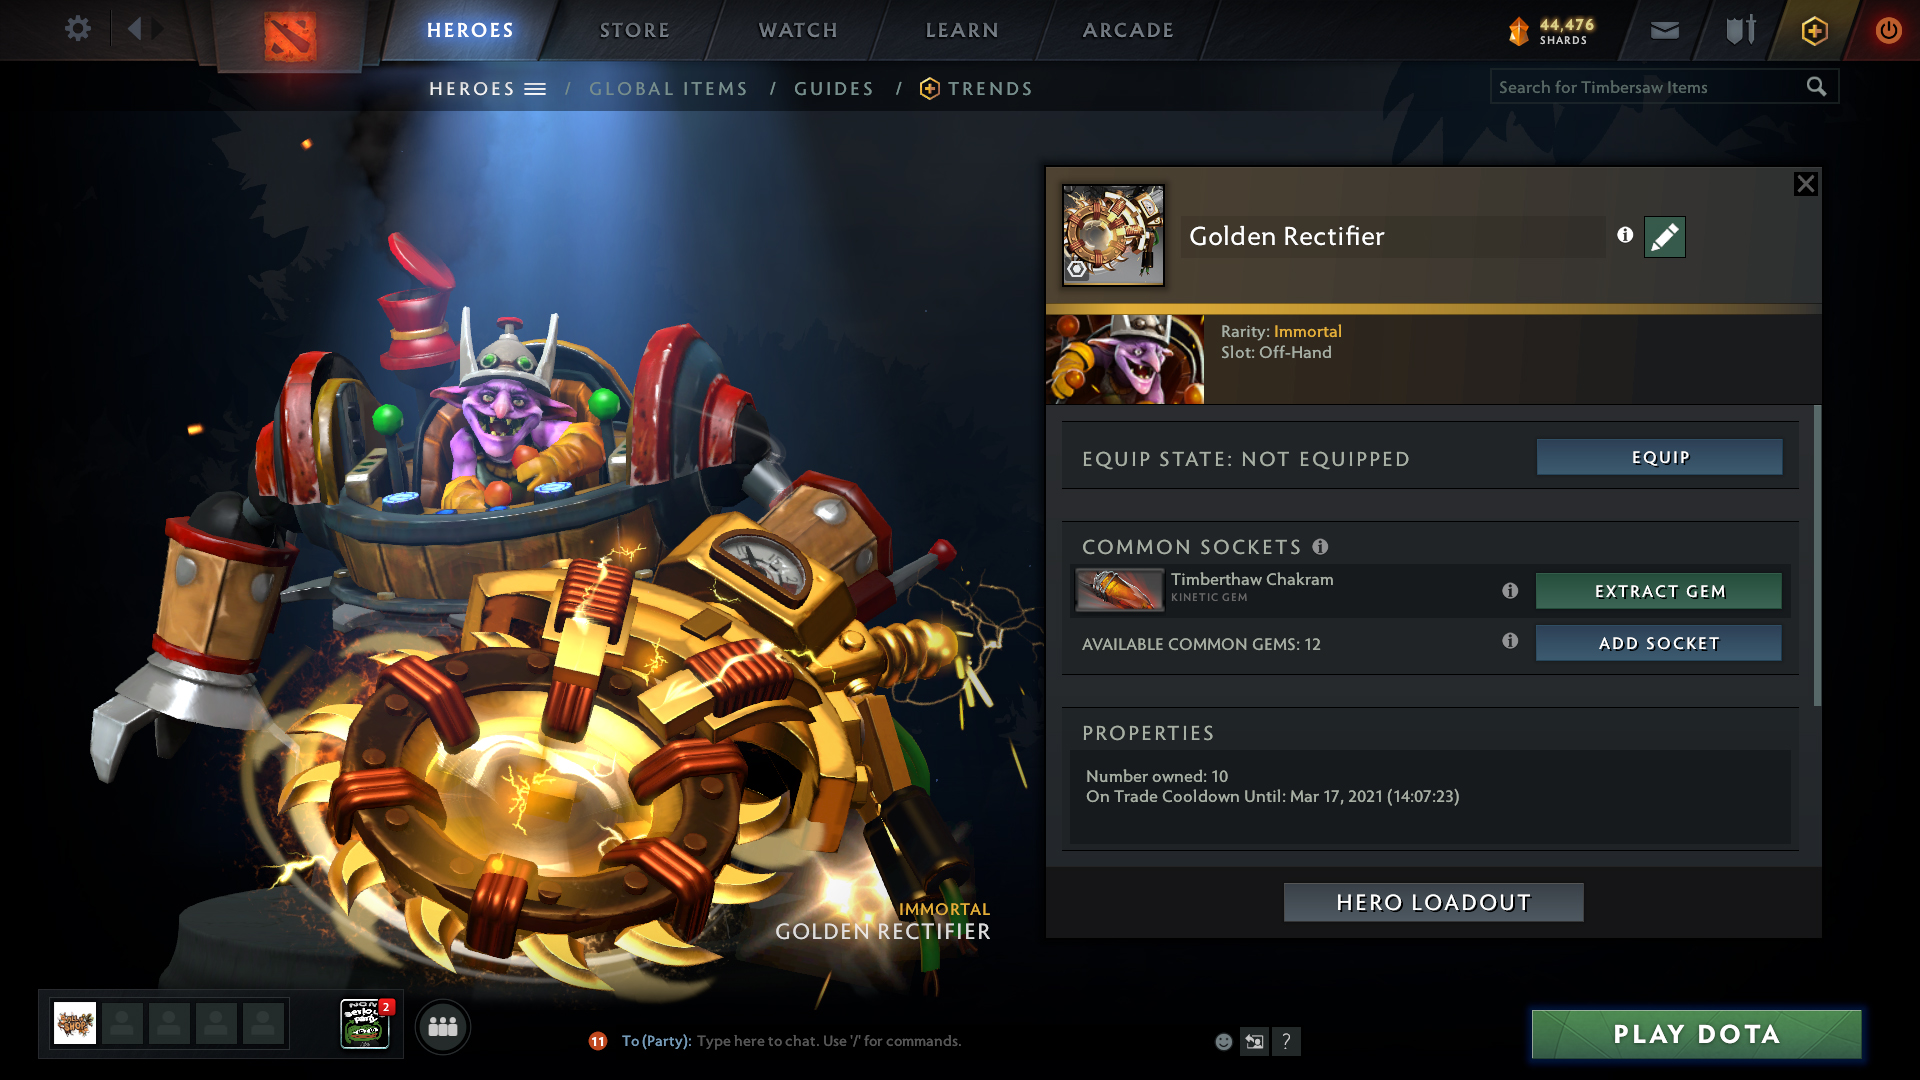 HEROES
STORE
WATCH
LEARN
ARCADE
44,476
SHARDS
HEROES / GLOBAL ITEMS / GUIDES / TRENDS
Search for Timbersaw Items
Golden Rectifier
Rarity: Immortal
Slot: Off-Hand
EQUIP STATE: NOT EQUIPPED
EQUIP
COMMON SOCKETS
Timberthaw Chakram
KINETIC GEM
EXTRACT GEM
AVAILABLE COMMON GEMS: 12
ADD SOCKET
PROPERTIES
Number owned: 10
On Trade Cooldown Until: Mar 17, 2021 (14:07:23)
HERO LOADOUT
IMMORTAL
GOLDEN RECTIFIER
2
11 To (Party): Type here to chat. Use '/' for commands.
?
PLAY DOTA